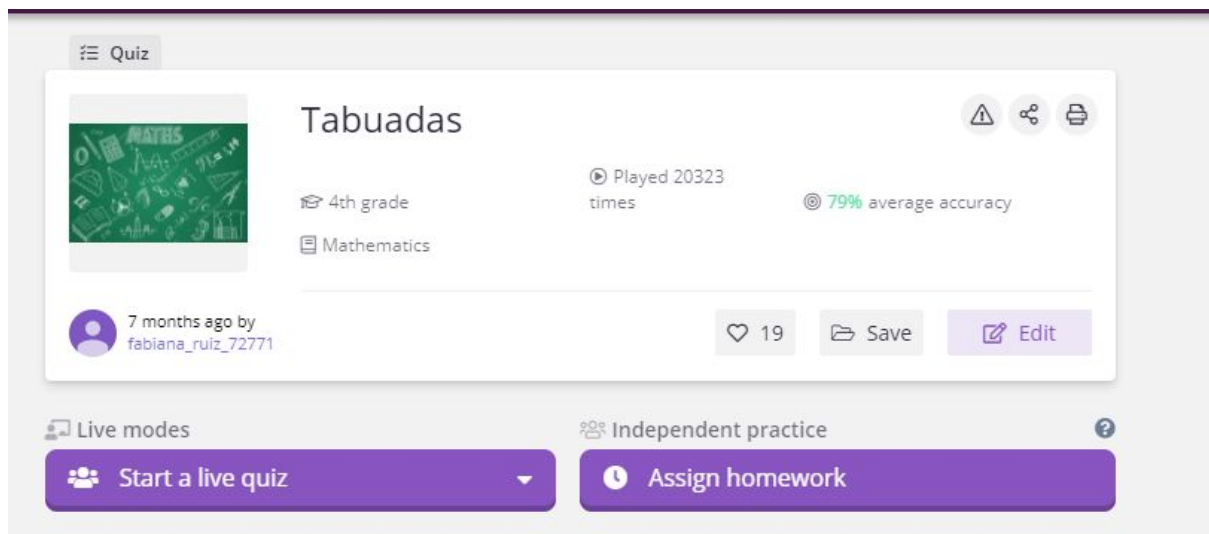 Quiz
MATHS
Tabuadas
4th grade
Played 20323
times
79% average accuracy
Mathematics
7 months ago by
fabiana_ruiz_72771
19
Save
Edit
Live modes
Independent practice
Start a live quiz
Assign homework